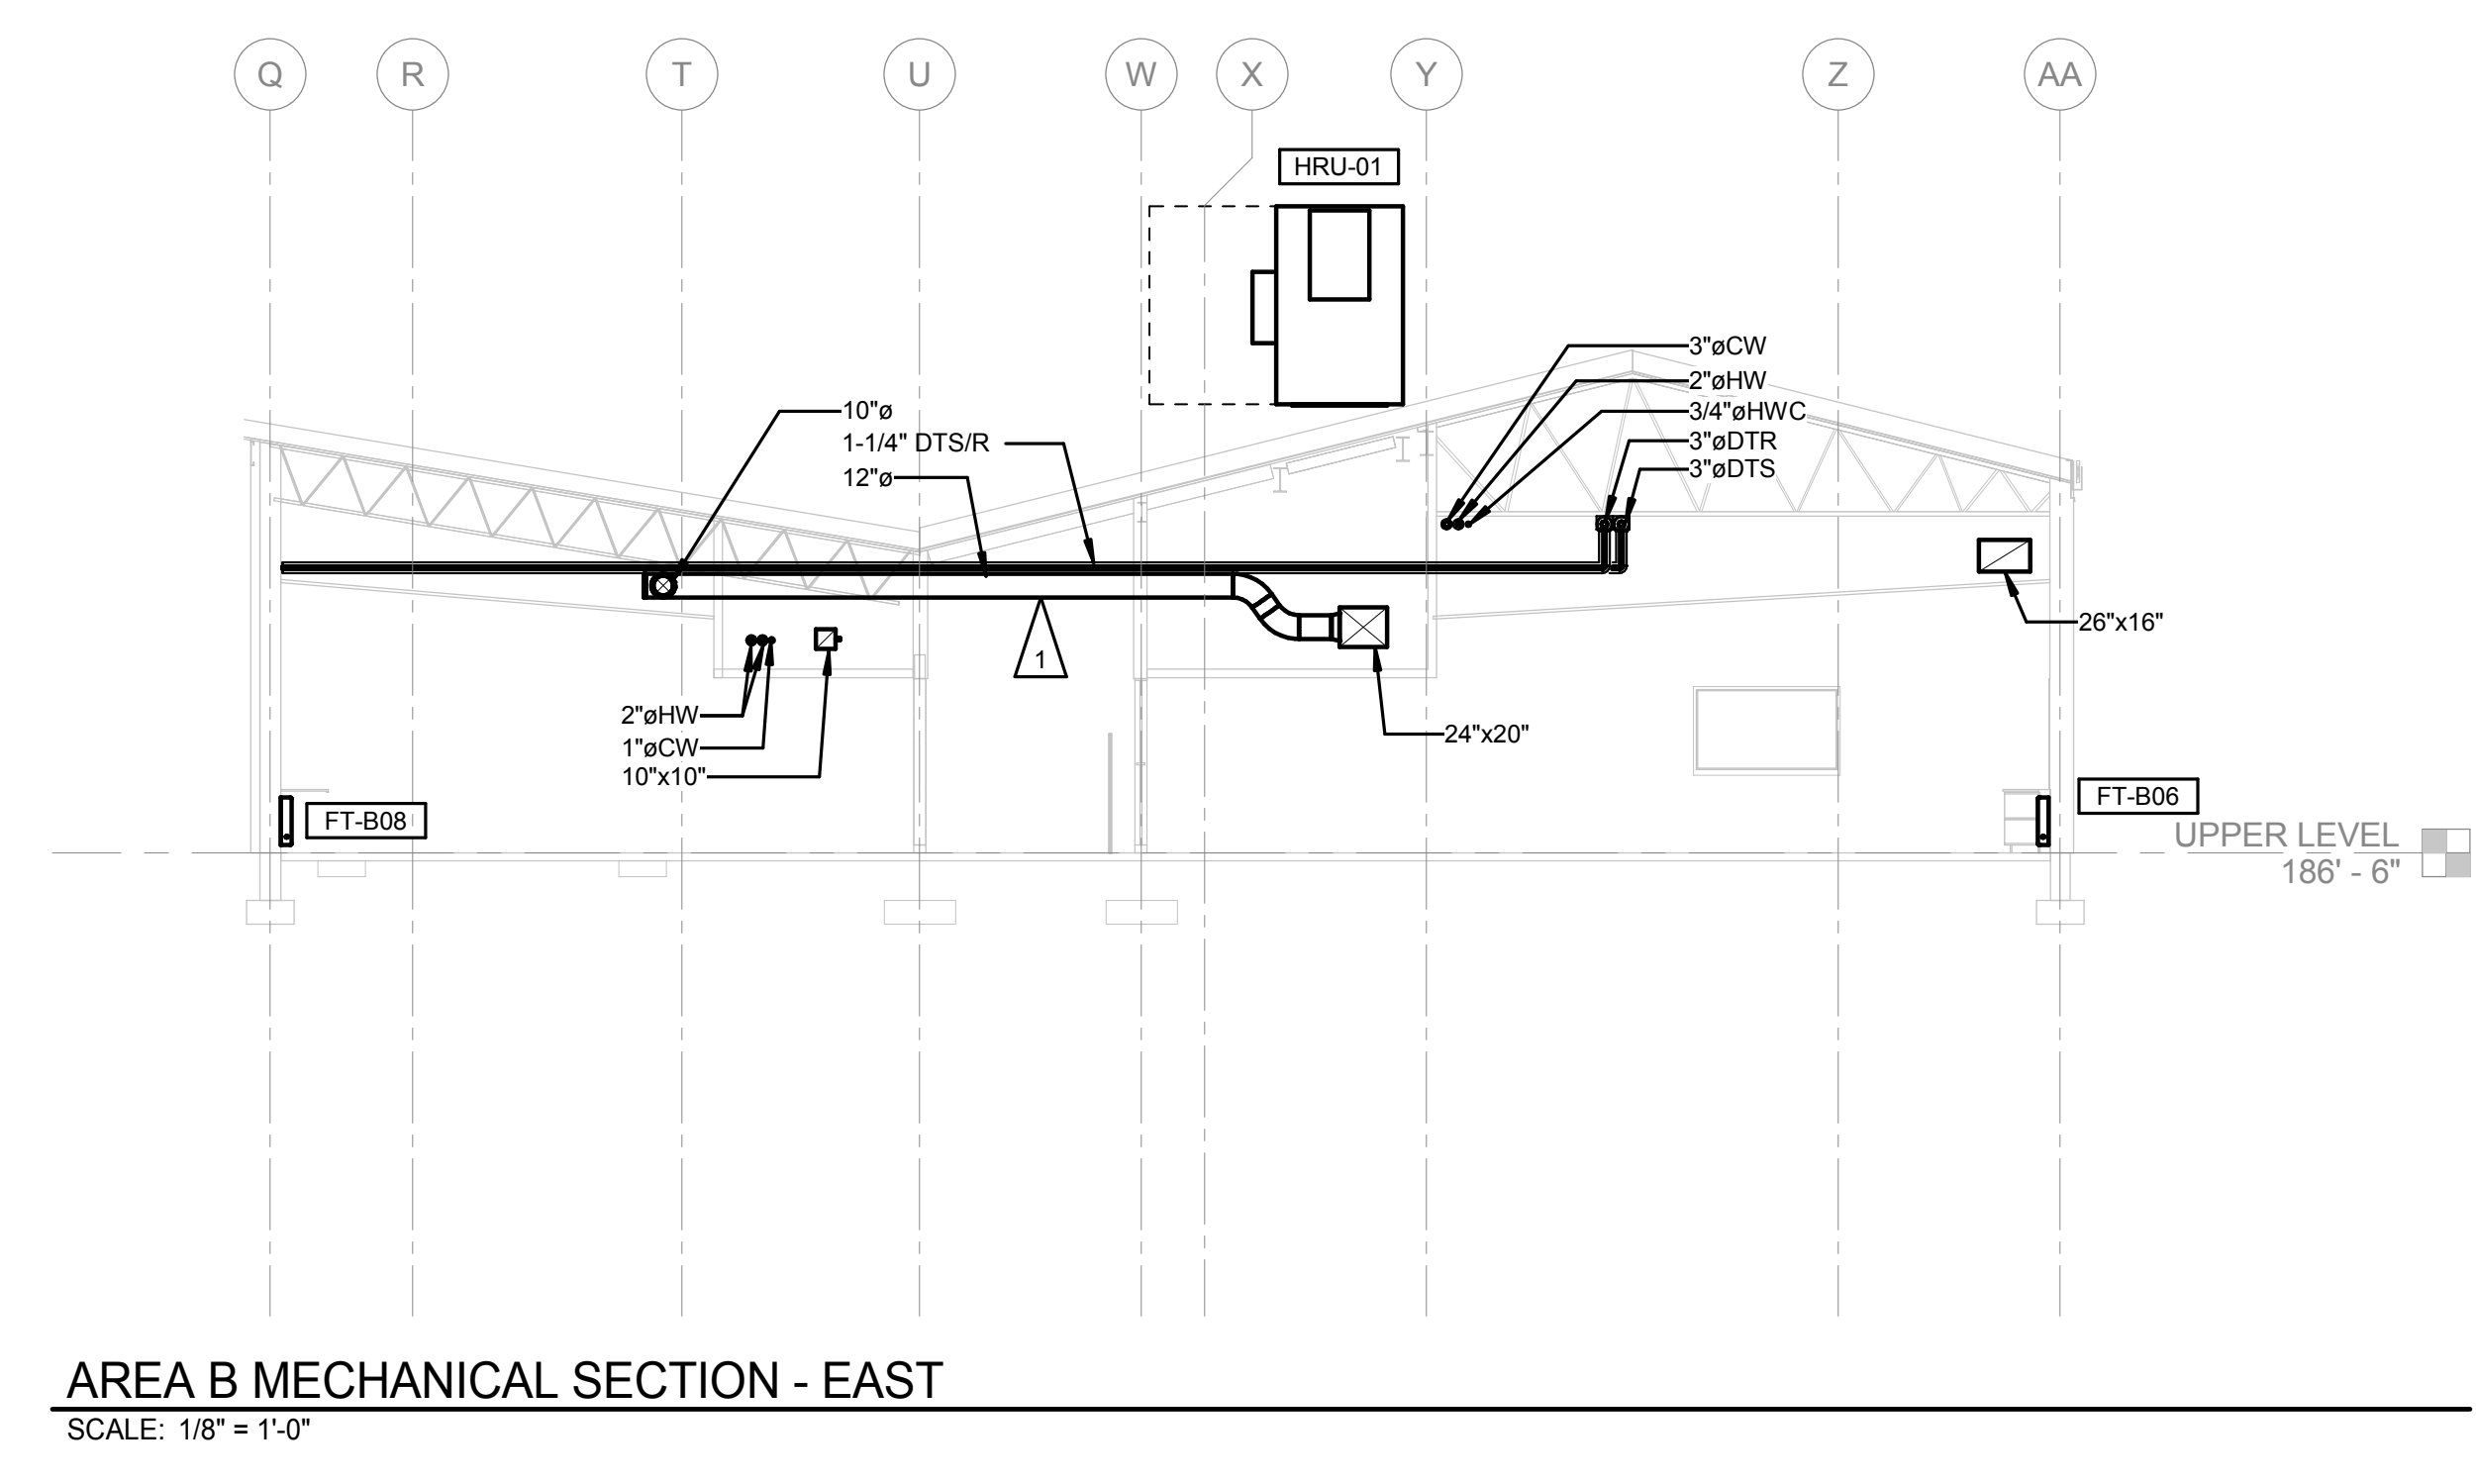 Q R T U W X Y Z AA
HRU-01
3"øCW
2"øHW
3/4"øHWC
3"øDTR
3"øDTS
10"ø
1-1/4" DTS/R
12"ø
26"x16"
1
2"øHW
1"øCW
10"x10"
24"x20"
FT-B08
FT-B06
UPPER LEVEL
186' - 6"
AREA B MECHANICAL SECTION - EAST
SCALE: 1/8" = 1'-0"